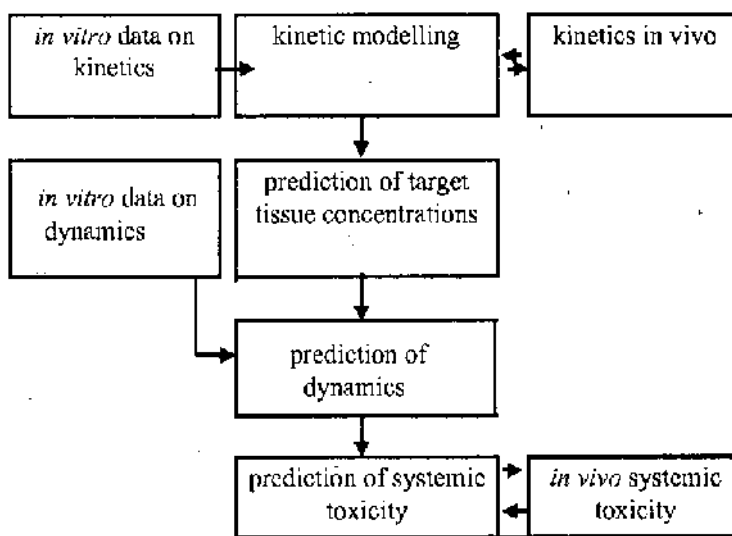 in vitro data on
kinetics
kinetic modelling
kinetics in vivo
in vitro data on
dynamics
prediction of target
tissue concentrations
prediction of
dynamics
prediction of systemic
toxicity
in vivo systemic
toxicity